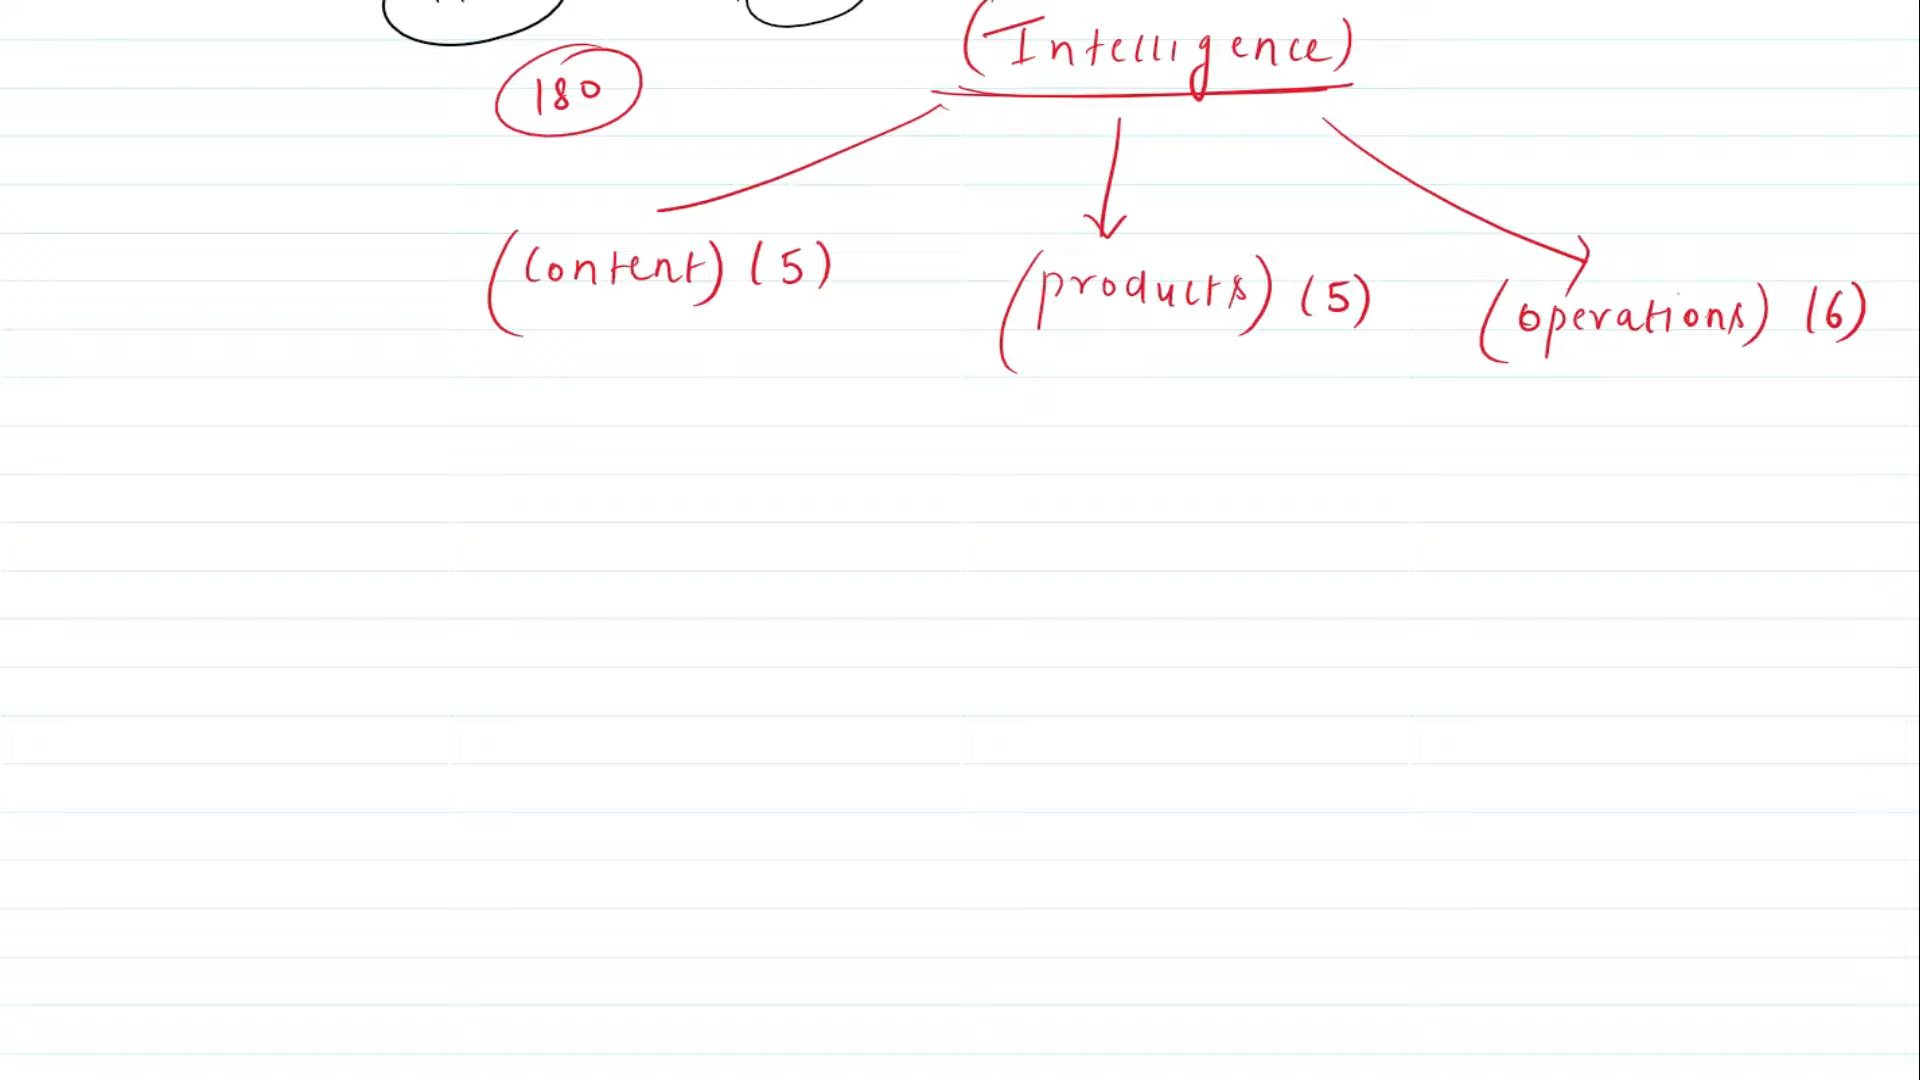 (Intelligence)
180
(content) (5)
(products) (5)
(operations) (6)